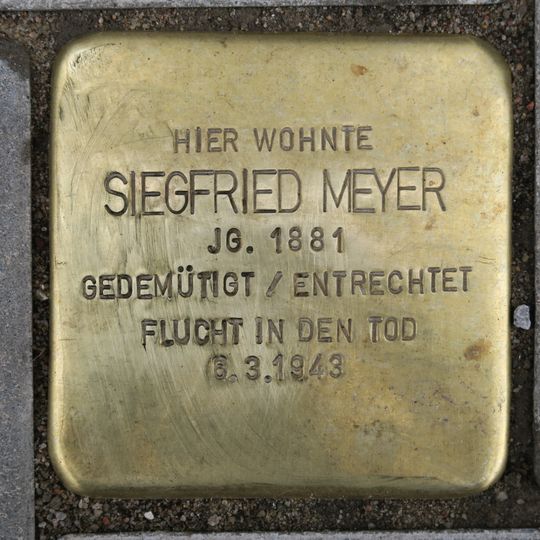 HIER WOHNTE
SIEGFRIED MEYER
JG. 1881
GEDEMÜTIGT / ENTRECHTET
FLUCHT IN DEN TOD
6.3.1943